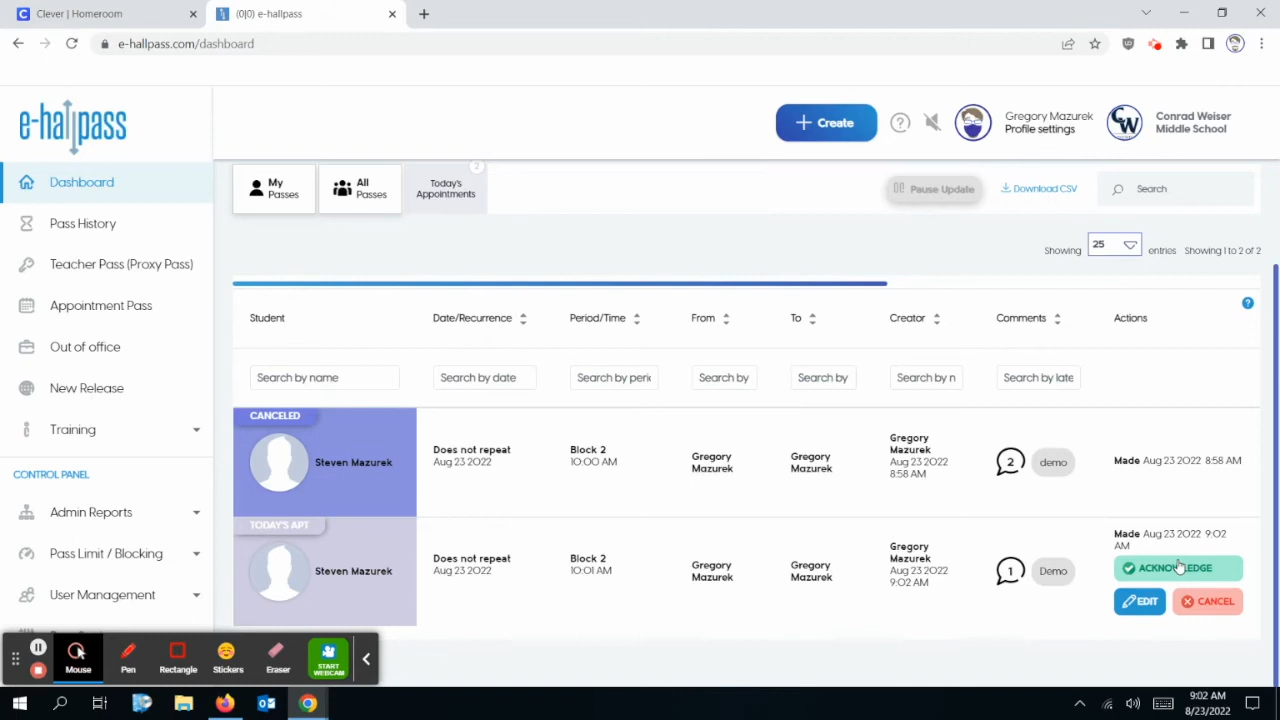 Clever | Homeroom
(0|0) e-hallpass
e-hallpass.com/dashboard
e-hallpass
+ Create
?
Gregory Mazurek
Profile settings
CW
Conrad Weiser
Middle School
Dashboard
Pass History
Teacher Pass (Proxy Pass)
Appointment Pass
Out of office
New Release
Training
CONTROL PANEL
Admin Reports
Pass Limit / Blocking
User Management
My
Passes
All
Passes
Today's
Appointments
2
Pause Update
Download CSV
Search
Showing 25 entries Showing 1 to 2 of 2
?
Student Date/Recurrence Period/Time From To Creator Comments Actions
Search by name Search by date Search by peri Search by Search by Search by n Search by late
CANCELED
Steven Mazurek
Does not repeat
Aug 23 2022
Block 2
10:00 AM
Gregory
Mazurek
Gregory
Mazurek
Gregory
Mazurek
Aug 23 2022
8:58 AM
2 demo
Made Aug 23 2022 8:58 AM
TODAY'S APT
Steven Mazurek
Does not repeat
Aug 23 2022
Block 2
10:01 AM
Gregory
Mazurek
Gregory
Mazurek
Gregory
Mazurek
Aug 23 2022
9:02 AM
1 Demo
Made Aug 23 2022 9:02
AM
ACKNOWLEDGE
EDIT CANCEL
Mouse Pen Rectangle Stickers Eraser START
WEBCAM
9:02 AM
8/23/2022